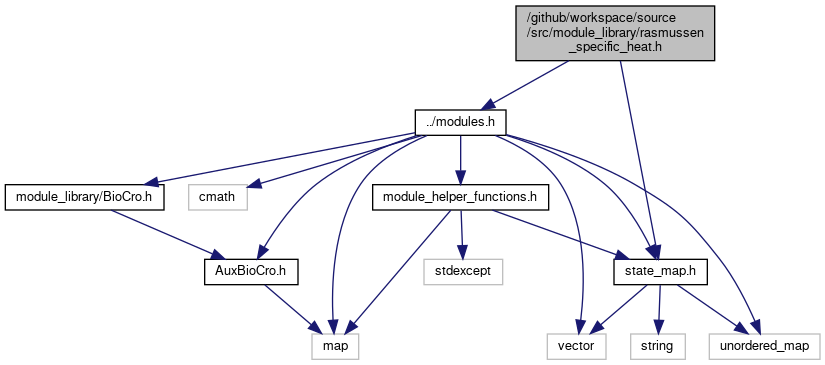 /github/workspace/source
/src/module_library/rasmussen
_specific_heat.h
../modules.h
module_library/BioCro.h
cmath
module_helper_functions.h
AuxBioCro.h
stdexcept
state_map.h
map
vector
string
unordered_map